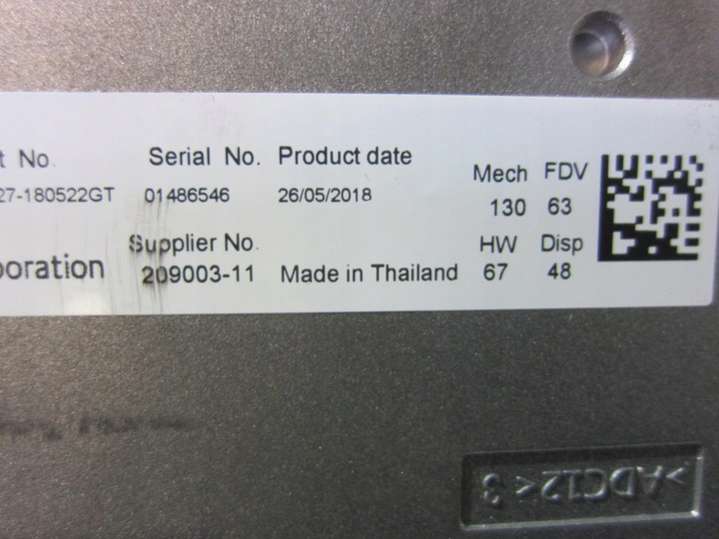 t No. Serial No. Product date Mech FDV
27-180522GT 01486546 26/05/2018 130 63
Supplier No. HW Disp
poration 209003-11 Made in Thailand 67 48
>ADC12< 3